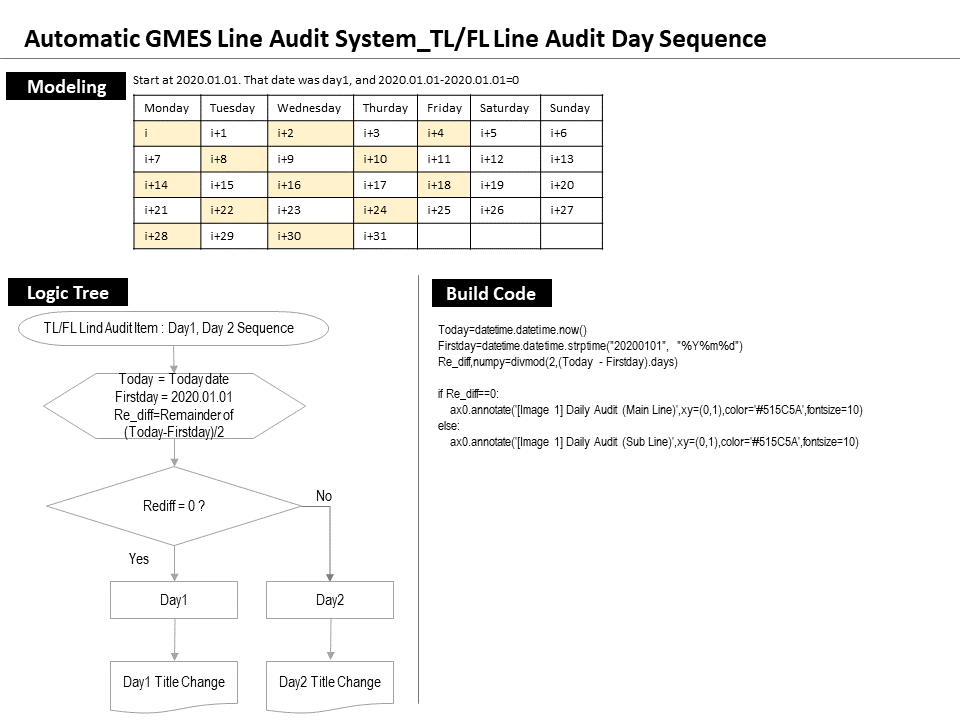 Automatic GMES Line Audit System_TL/FL Line Audit Day Sequence
Modeling
Start at 2020.01.01. That date was day1, and 2020.01.01-2020.01.01=0
Monday Tuesday Wednesday Thurday Friday Saturday Sunday
i i+1 i+2 i+3 i+4 i+5 i+6
i+7 i+8 i+9 i+10 i+11 i+12 i+13
i+14 i+15 i+16 i+17 i+18 i+19 i+20
i+21 i+22 i+23 i+24 i+25 i+26 i+27
i+28 i+29 i+30 i+31
Logic Tree
TL/FL Lind Audit Item : Day1, Day 2 Sequence
Today = Today date
Firstday = 2020.01.01
Re_diff=Remainder of
(Today-Firstday)/2
Rediff = 0 ?
No
Yes
Day1
Day2
Day1 Title Change
Day2 Title Change
Build Code
Today=datetime.datetime.now()
Firstday=datetime.datetime.strptime("20200101", "%Y%m%d")
Re_diff,numpy=divmod(2,(Today - Firstday).days)
if Re_diff==0:
ax0.annotate('[Image 1] Daily Audit (Main Line)',xy=(0,1),color='#515C5A',fontsize=10)
else:
ax0.annotate('[Image 1] Daily Audit (Sub Line)',xy=(0,1),color='#515C5A',fontsize=10)